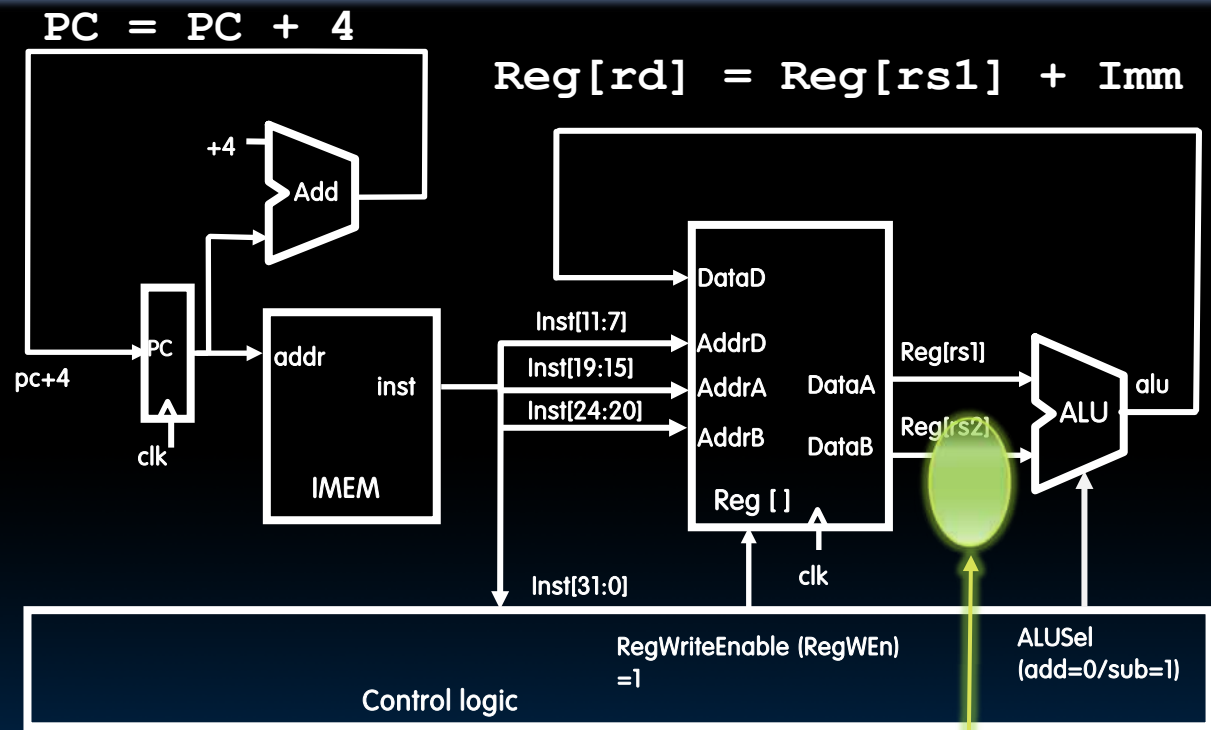 PC = PC + 4
Reg[rd] = Reg[rs1] + Imm
+4
Add
DataD
Inst[11:7]
PC
addr
AddrD
Reg[rs1]
pc+4
inst
Inst[19:15]
AddrA
DataA
alu
Inst[24:20]
ALU
Reg[rs2]
AddrB
DataB
clk
IMEM
Reg [ ]
clk
Inst[31:0]
RegWriteEnable (RegWEn)
=1
ALUSel
(add=0/sub=1)
Control logic